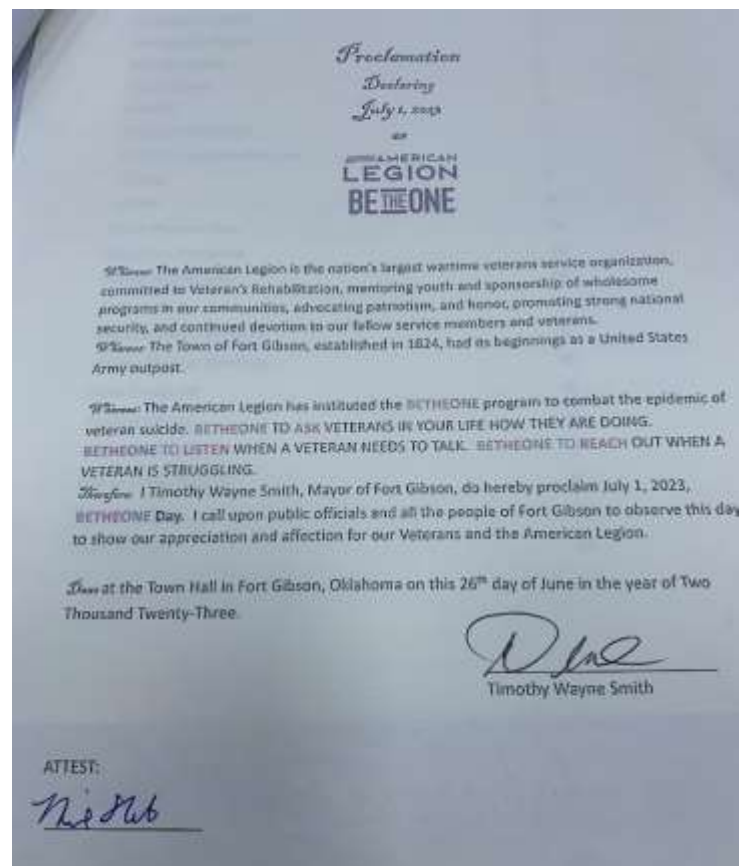 Proclamation
Declaring
July 1, 2023
as
AMERICAN
LEGION
BE THE ONE
Whereas The American Legion is the nation's largest wartime veterans service organization,
committed to Veteran's Rehabilitation, mentoring youth and sponsorship of wholesome
programs in our communities, advocating patriotism, and honor, promoting strong national
security, and continued devotion to our fellow service members and veterans.
Whereas The Town of Fort Gibson, established in 1824, had its beginnings as a United States
Army outpost.
Whereas The American Legion has instituted the BETHEONE program to combat the epidemic of
veteran suicide. BETHEONE TO ASK VETERANS IN YOUR LIFE HOW THEY ARE DOING.
BETHEONE TO LISTEN WHEN A VETERAN NEEDS TO TALK. BETHEONE TO REACH OUT WHEN A
VETERAN IS STRUGGLING.
Therefore I Timothy Wayne Smith, Mayor of Fort Gibson, do hereby proclaim July 1, 2023,
BETHEONE Day. I call upon public officials and all the people of Fort Gibson to observe this day
to show our appreciation and affection for our Veterans and the American Legion.
Done at the Town Hall in Fort Gibson, Oklahoma on this 26th day of June in the year of Two
Thousand Twenty-Three.
Timothy Wayne Smith
ATTEST: